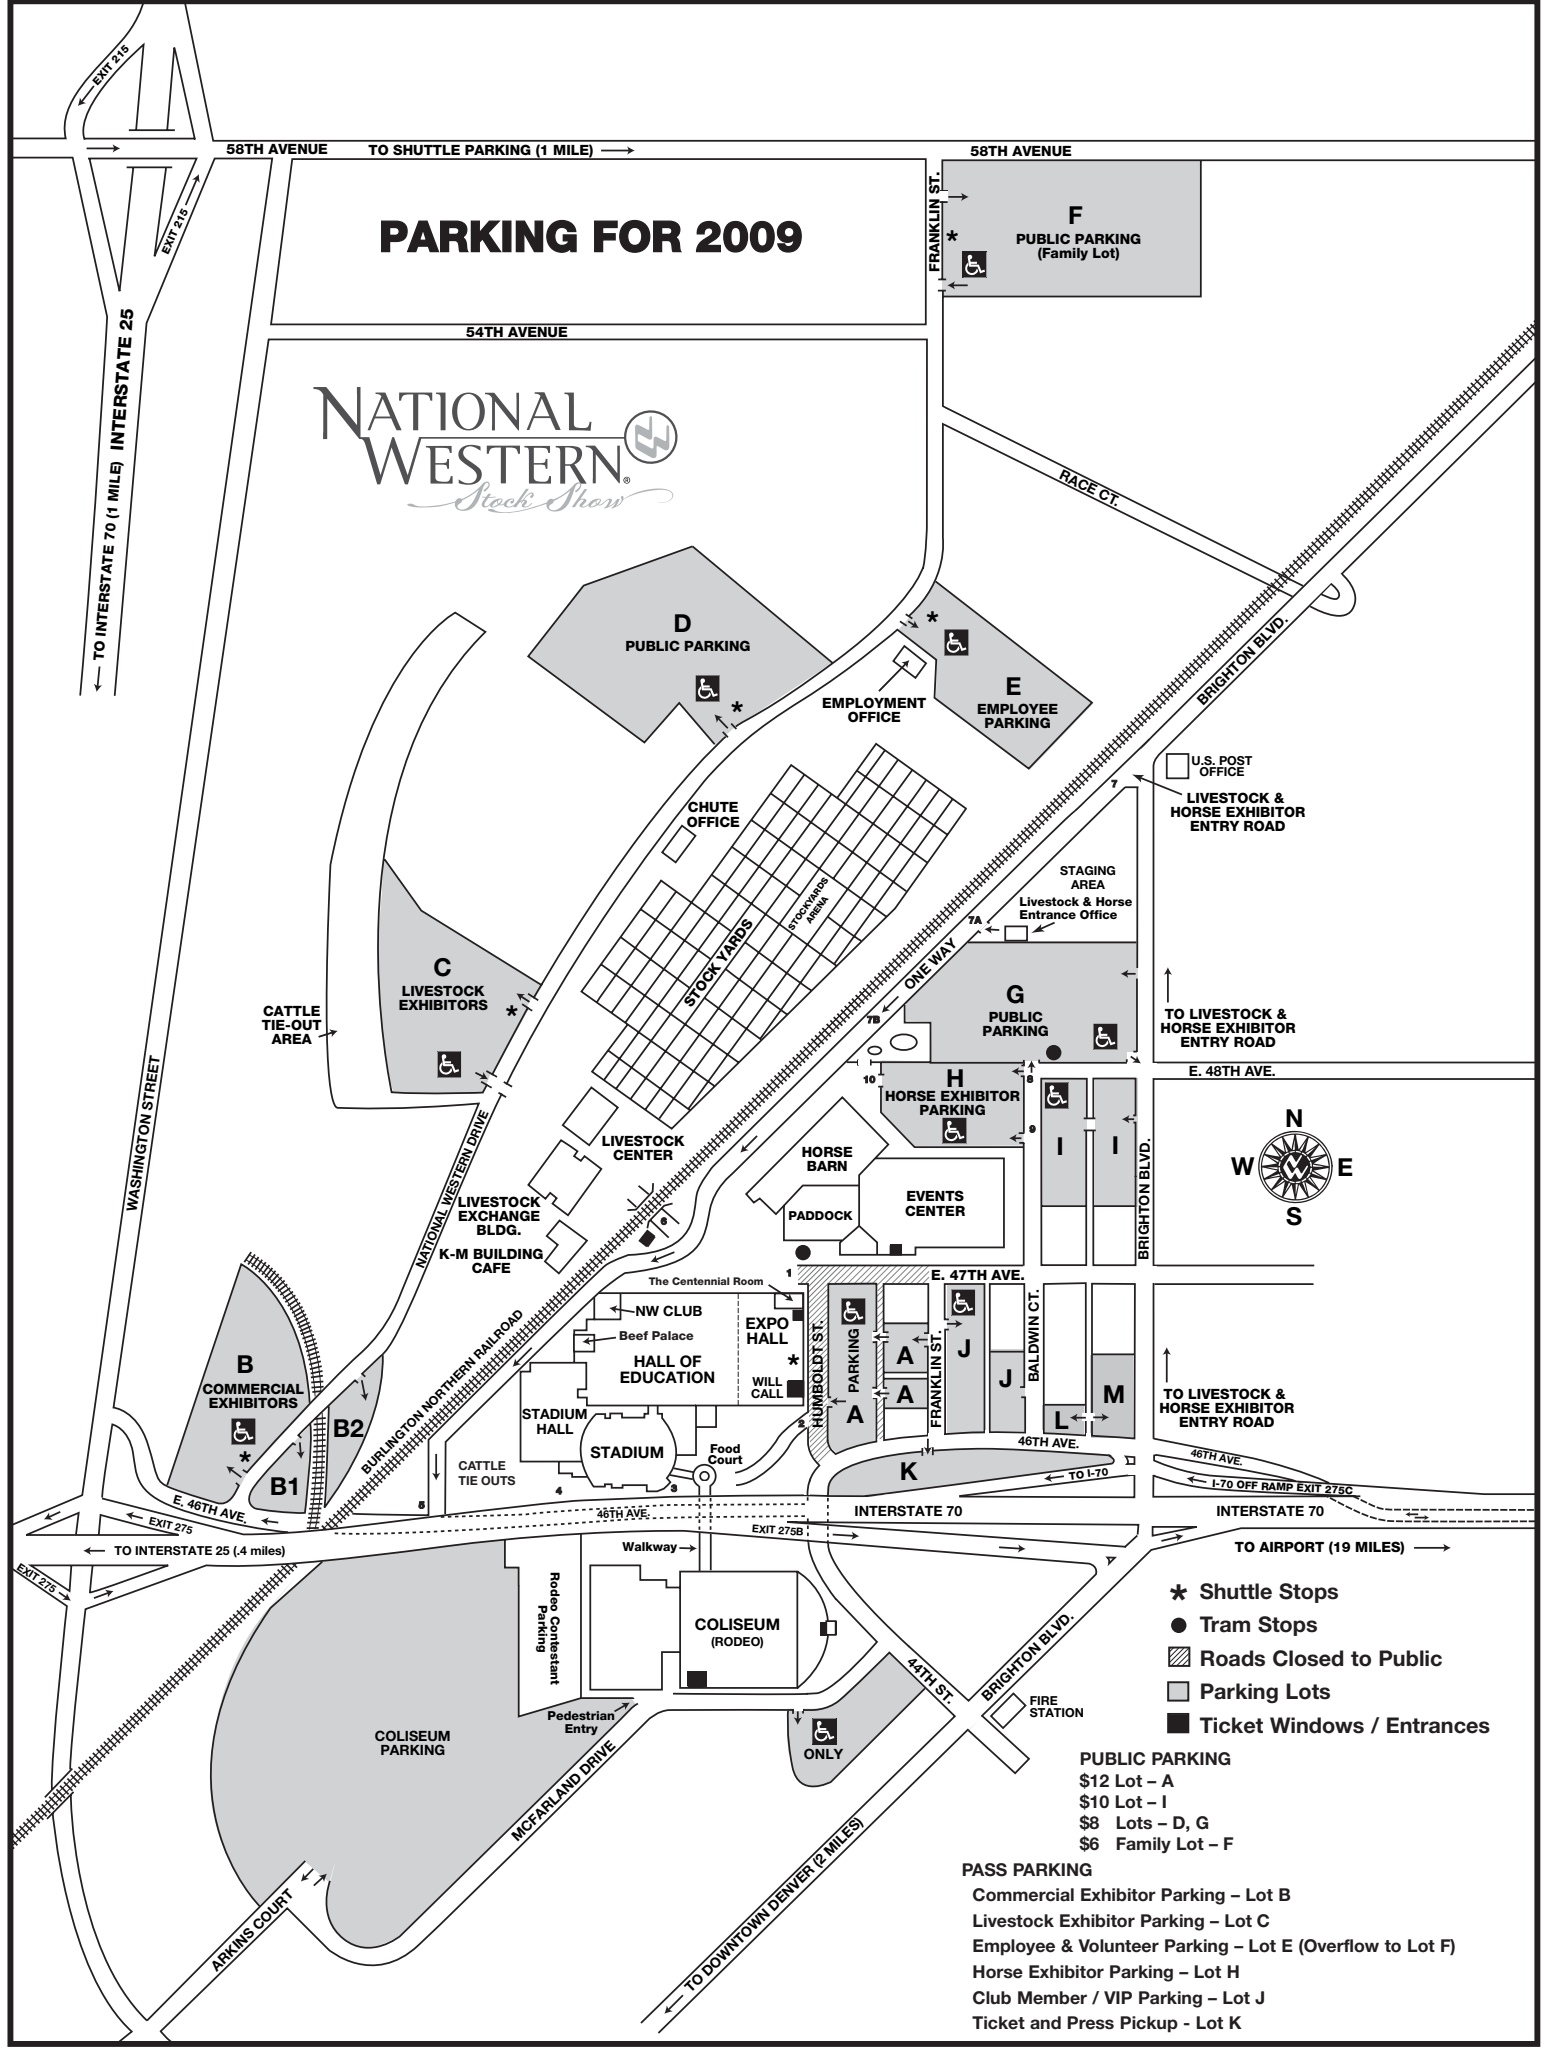 EXIT 215
58TH AVENUE
TO SHUTTLE PARKING (1 MILE)
58TH AVENUE
EXIT 215
FRANKLIN ST.
F
PUBLIC PARKING
(Family Lot)
PARKING FOR 2009
54TH AVENUE
TO INTERSTATE 70 (1 MILE) INTERSTATE 25
NATIONAL
WESTERN®
Stock Show
RACE CT.
D
PUBLIC PARKING
E
EMPLOYEE
PARKING
EMPLOYMENT
OFFICE
BRIGHTON BLVD.
U.S. POST
OFFICE
7
LIVESTOCK &
HORSE EXHIBITOR
ENTRY ROAD
CHUTE
OFFICE
STOCKYARDS
ARENA
STOCK YARDS
STAGING
AREA
Livestock & Horse
Entrance Office
7A
ONE WAY
7B
C
LIVESTOCK
EXHIBITORS
CATTLE
TIE-OUT
AREA
G
PUBLIC
PARKING
TO LIVESTOCK &
HORSE EXHIBITOR
ENTRY ROAD
E. 48TH AVE.
10
8
H
HORSE EXHIBITOR
PARKING
9
I
I
WASHINGTON STREET
NATIONAL WESTERN DRIVE
LIVESTOCK
CENTER
HORSE
BARN
N
W
E
S
LIVESTOCK
EXCHANGE
BLDG.
PADDOCK
EVENTS
CENTER
BRIGHTON BLVD.
6
K-M BUILDING
CAFE
1
E. 47TH AVE.
The Centennial Room
NW CLUB
Beef Palace
EXPO
HALL
HALL OF
EDUCATION
WILL
CALL
HUMBOLDT ST.
PARKING
A
A
A
FRANKLIN ST.
J
J
BALDWIN CT.
L
M
TO LIVESTOCK &
HORSE EXHIBITOR
ENTRY ROAD
B
COMMERCIAL
EXHIBITORS
B2
B1
BURLINGTON NORTHERN RAILROAD
STADIUM
HALL
STADIUM
2
Food
Court
CATTLE
TIE OUTS
4
3
5
46TH AVE.
K
TO I-70
46TH AVE.
I-70 OFF RAMP EXIT 275C
E. 46TH AVE.
EXIT 275
46TH AVE.
INTERSTATE 70
INTERSTATE 70
EXIT 275B
TO INTERSTATE 25 (.4 miles)
EXIT 275
Walkway
TO AIRPORT (19 MILES)
Rodeo Contestant
Parking
COLISEUM
(RODEO)
44TH ST.
BRIGHTON BLVD.
FIRE
STATION
Pedestrian
Entry
COLISEUM
PARKING
ONLY
MCFARLAND DRIVE
ARKINS COURT
TO DOWNTOWN DENVER (2 MILES)
* Shuttle Stops
Tram Stops
Roads Closed to Public
Parking Lots
Ticket Windows / Entrances
PUBLIC PARKING
$12 Lot – A
$10 Lot – I
$8 Lots – D, G
$6 Family Lot – F
PASS PARKING
Commercial Exhibitor Parking – Lot B
Livestock Exhibitor Parking – Lot C
Employee & Volunteer Parking – Lot E (Overflow to Lot F)
Horse Exhibitor Parking – Lot H
Club Member / VIP Parking – Lot J
Ticket and Press Pickup - Lot K